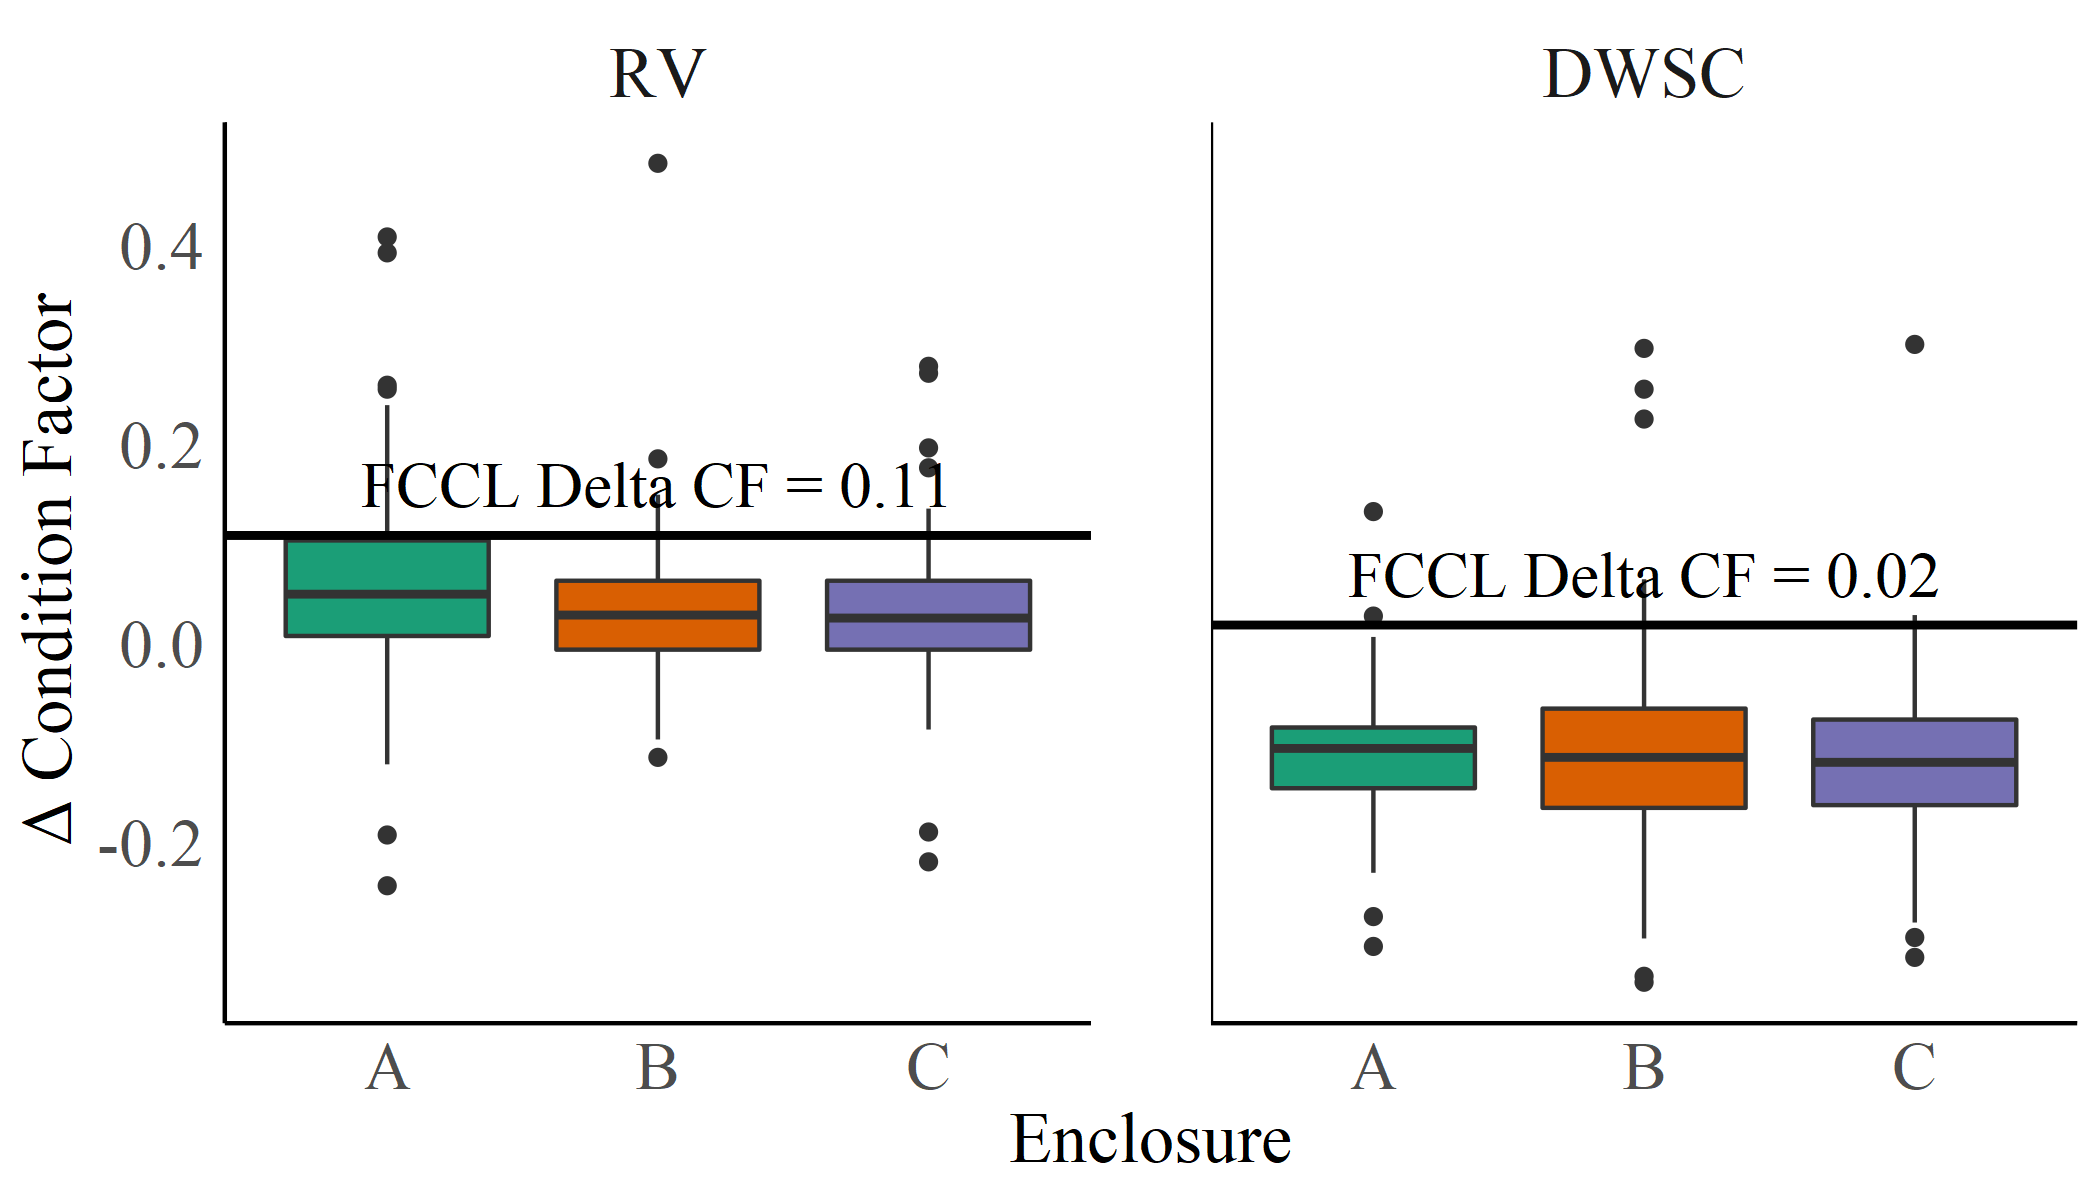 RV
DWSC
Δ Condition Factor
0.4
0.2
0.0
-0.2
FCCL Delta CF = 0.11
FCCL Delta CF = 0.02
A
B
C
A
B
C
Enclosure